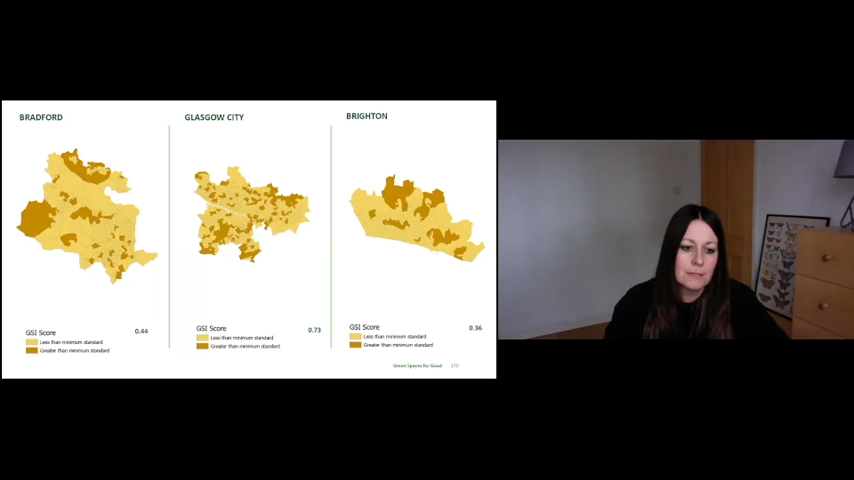 BRADFORD
GSI Score
0.44
Less than minimum standard
Greater than minimum standard
GLASGOW CITY
GSI Score
0.73
Less than minimum standard
Greater than minimum standard
BRIGHTON
GSI Score
0.36
Less than minimum standard
Greater than minimum standard
Green Spaces for Good
170